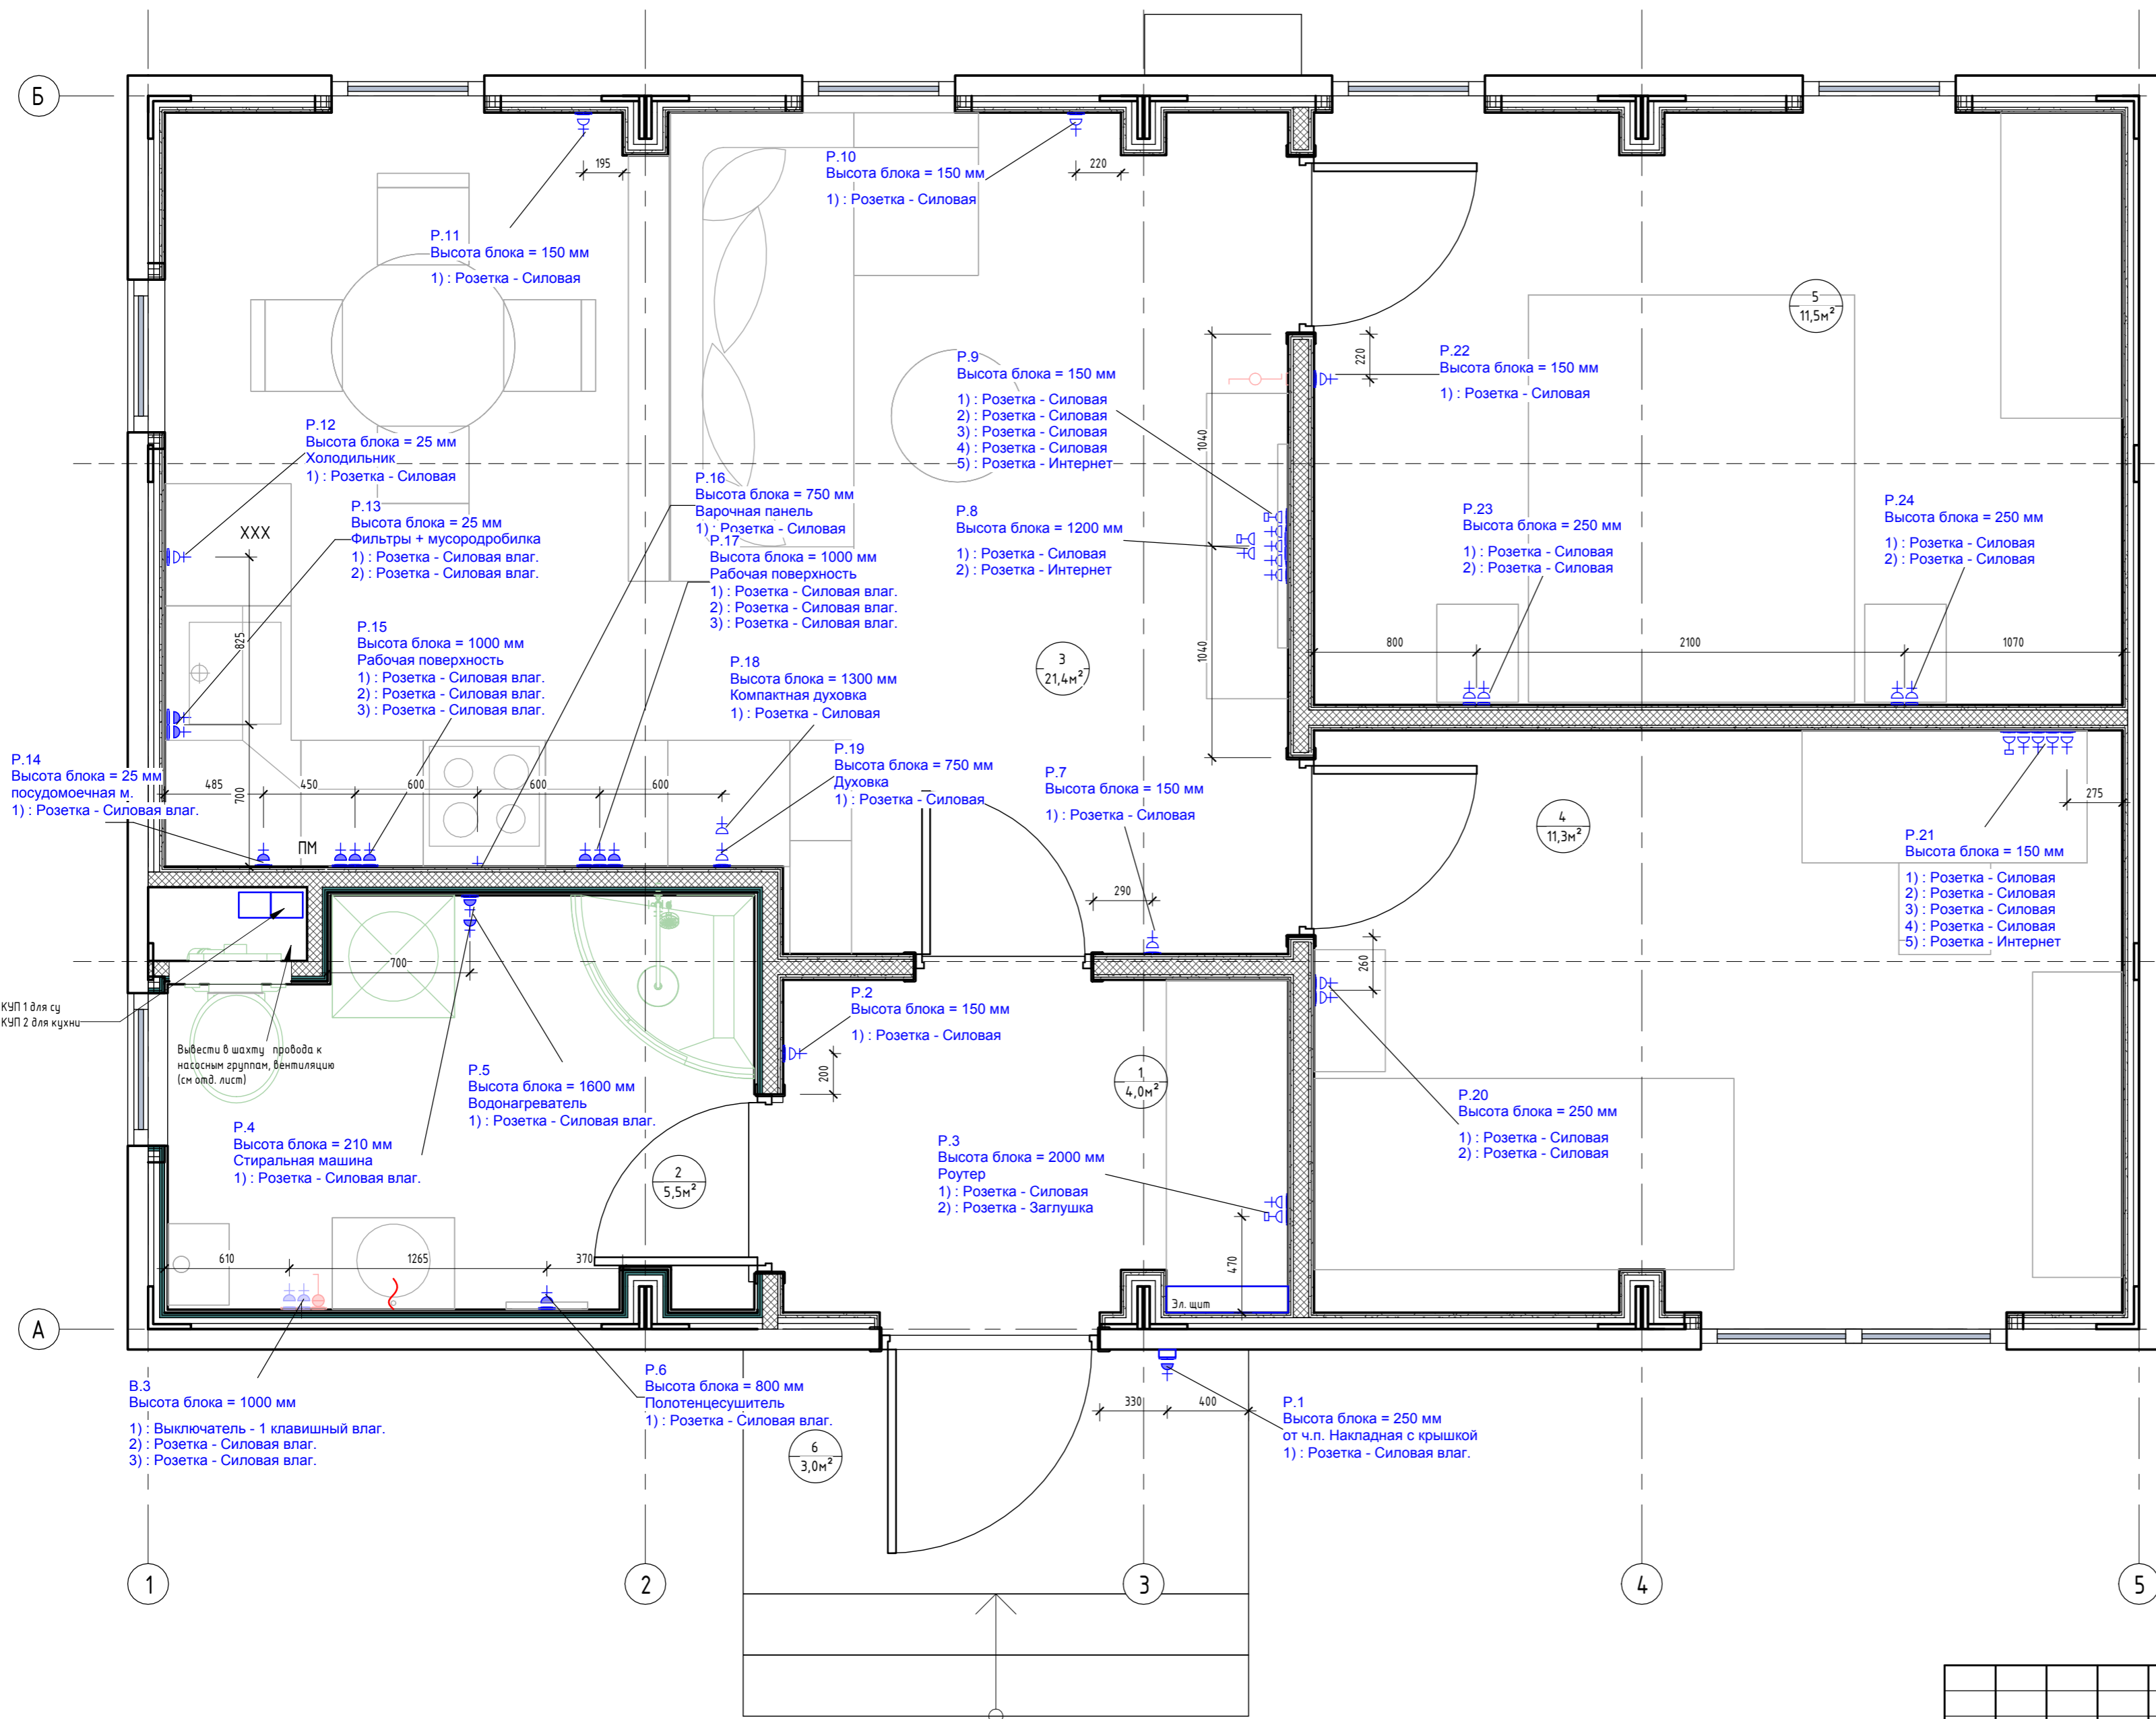 Б
195
220
Р.10
Высота блока = 150 мм
1) : Розетка - Силовая
Р.11
Высота блока = 150 мм
1) : Розетка - Силовая
5
11,5м²
Р.9
Высота блока = 150 мм
1) : Розетка - Силовая
2) : Розетка - Силовая
3) : Розетка - Силовая
4) : Розетка - Силовая
5) : Розетка - Интернет
220
Р.22
Высота блока = 150 мм
1) : Розетка - Силовая
1040
Р.12
Высота блока = 25 мм
Холодильник
1) : Розетка - Силовая
Р.13
Высота блока = 25 мм
Фильтры + мусородробилка
1) : Розетка - Силовая влаг.
2) : Розетка - Силовая влаг.
ХХХ
825
Р.16
Высота блока = 750 мм
Варочная панель
1) : Розетка - Силовая
Р.17
Высота блока = 1000 мм
Рабочая поверхность
1) : Розетка - Силовая влаг.
2) : Розетка - Силовая влаг.
3) : Розетка - Силовая влаг.
Р.8
Высота блока = 1200 мм
1) : Розетка - Силовая
2) : Розетка - Интернет
Р.23
Высота блока = 250 мм
1) : Розетка - Силовая
2) : Розетка - Силовая
Р.24
Высота блока = 250 мм
1) : Розетка - Силовая
2) : Розетка - Силовая
Р.15
Высота блока = 1000 мм
Рабочая поверхность
1) : Розетка - Силовая влаг.
2) : Розетка - Силовая влаг.
3) : Розетка - Силовая влаг.
Р.18
Высота блока = 1300 мм
Компактная духовка
1) : Розетка - Силовая
3
21,4м²
1040
800
2100
1070
Р.14
Высота блока = 25 мм
посудомоечная м.
1) : Розетка - Силовая влаг.
485
700
450
600
600
600
ПМ
Р.19
Высота блока = 750 мм
Духовка
1) : Розетка - Силовая
Р.7
Высота блока = 150 мм
1) : Розетка - Силовая
290
4
11,3м²
275
Р.21
Высота блока = 150 мм
1) : Розетка - Силовая
2) : Розетка - Силовая
3) : Розетка - Силовая
4) : Розетка - Силовая
5) : Розетка - Интернет
700
260
КУП 1 для су
КУП 2 для кухни
Вывести в шахту провода к
насосным группам, вентиляцию
(см отд. лист)
Р.2
Высота блока = 150 мм
1) : Розетка - Силовая
200
Р.5
Высота блока = 1600 мм
Водонагреватель
1) : Розетка - Силовая влаг.
1
4,0м²
Р.20
Высота блока = 250 мм
1) : Розетка - Силовая
2) : Розетка - Силовая
Р.4
Высота блока = 210 мм
Стиральная машина
1) : Розетка - Силовая влаг.
2
5,5м²
Р.3
Высота блока = 2000 мм
Роутер
1) : Розетка - Силовая
2) : Розетка - Заглушка
470
610
1265
370
Эл. щит
А
В.3
Высота блока = 1000 мм
1) : Выключатель - 1 клавишный влаг.
2) : Розетка - Силовая влаг.
3) : Розетка - Силовая влаг.
Р.6
Высота блока = 800 мм
Полотенцесушитель
1) : Розетка - Силовая влаг.
330
400
Р.1
Высота блока = 250 мм
от ч.п. Накладная с крышкой
1) : Розетка - Силовая влаг.
6
3,0м²
1
2
3
4
5